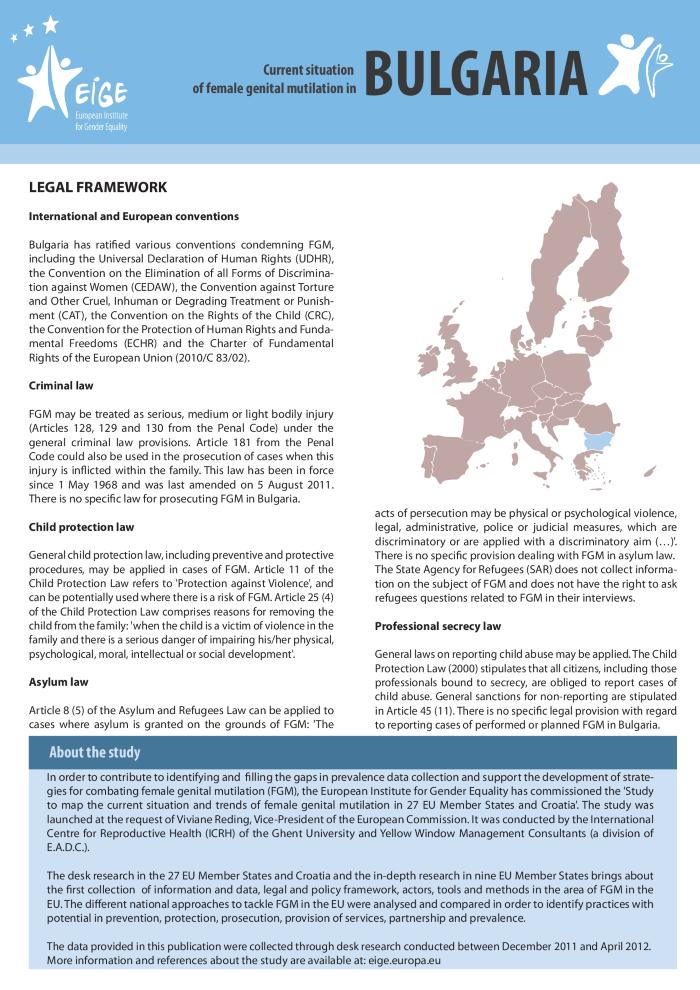 Current situation
of female genital mutilation in BULGARIA
EIGE
European Institute
for Gender Equality
LEGAL FRAMEWORK
International and European conventions
Bulgaria has ratified various conventions condemning FGM,
including the Universal Declaration of Human Rights (UDHR),
the Convention on the Elimination of all Forms of Discrimina-
tion against Women (CEDAW), the Convention against Torture
and Other Cruel, Inhuman or Degrading Treatment or Punish-
ment (CAT), the Convention on the Rights of the Child (CRC),
the Convention for the Protection of Human Rights and Funda-
mental Freedoms (ECHR) and the Charter of Fundamental
Rights of the European Union (2010/C 83/02).
Criminal law
FGM may be treated as serious, medium or light bodily injury
(Articles 128, 129 and 130 from the Penal Code) under the
general criminal law provisions. Article 181 from the Penal
Code could also be used in the prosecution of cases when this
injury is inflicted within the family. This law has been in force
since 1 May 1968 and was last amended on 5 August 2011.
There is no specific law for prosecuting FGM in Bulgaria.
Child protection law
General child protection law, including preventive and protective
procedures, may be applied in cases of FGM. Article 11 of the
Child Protection Law refers to 'Protection against Violence', and
can be potentially used where there is a risk of FGM. Article 25 (4)
of the Child Protection Law comprises reasons for removing the
child from the family: 'when the child is a victim of violence in the
family and there is a serious danger of impairing his/her physical,
psychological, moral, intellectual or social development'.
Asylum law
Article 8 (5) of the Asylum and Refugees Law can be applied to
cases where asylum is granted on the grounds of FGM: 'The
acts of persecution may be physical or psychological violence,
legal, administrative, police or judicial measures, which are
discriminatory or are applied with a discriminatory aim (…)'.
There is no specific provision dealing with FGM in asylum law.
The State Agency for Refugees (SAR) does not collect informa-
tion on the subject of FGM and does not have the right to ask
refugees questions related to FGM in their interviews.
Professional secrecy law
General laws on reporting child abuse may be applied. The Child
Protection Law (2000) stipulates that all citizens, including those
professionals bound to secrecy, are obliged to report cases of
child abuse. General sanctions for non-reporting are stipulated
in Article 45 (11). There is no specific legal provision with regard
to reporting cases of performed or planned FGM in Bulgaria.
About the study
In order to contribute to identifying and filling the gaps in prevalence data collection and support the development of strate-
gies for combating female genital mutilation (FGM), the European Institute for Gender Equality has commissioned the 'Study
to map the current situation and trends of female genital mutilation in 27 EU Member States and Croatia'. The study was
launched at the request of Viviane Reding, Vice-President of the European Commission. It was conducted by the International
Centre for Reproductive Health (ICRH) of the Ghent University and Yellow Window Management Consultants (a division of
E.A.D.C.).
The desk research in the 27 EU Member States and Croatia and the in-depth research in nine EU Member States brings about
the first collection of information and data, legal and policy framework, actors, tools and methods in the area of FGM in the
EU. The different national approaches to tackle FGM in the EU were analysed and compared in order to identify practices with
potential in prevention, protection, prosecution, provision of services, partnership and prevalence.
The data provided in this publication were collected through desk research conducted between December 2011 and April 2012.
More information and references about the study are available at: eige.europa.eu